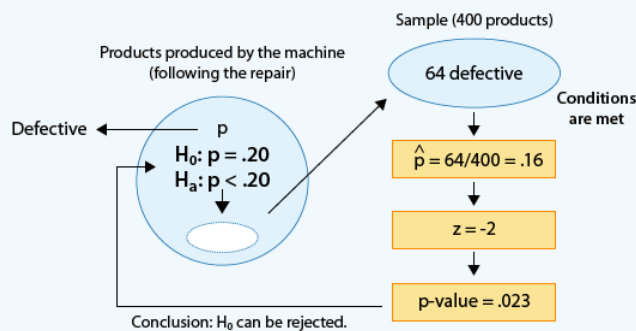 Sample (400 products)
Products produced by the machine
(following the repair)
64 defective
Conditions
are met
Defective
p
H₀: p = .20
Hₐ: p < .20
p̂ = 64/400 = .16
z = -2
p-value = .023
Conclusion: H₀ can be rejected.